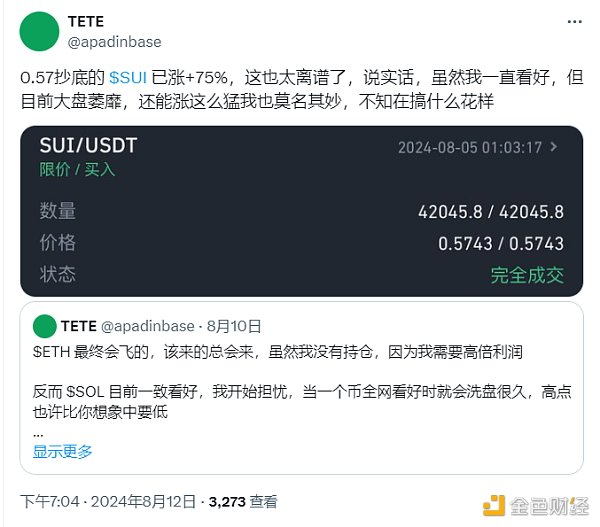 TETE
@apadinbase
0.57抄底的 $SUI 已涨+75%，这也太离谱了，说实话，虽然我一直看好，但
目前大盘萎靡，还能涨这么猛我也莫名其妙，不知在搞什么花样
SUI/USDT
2024-08-05 01:03:17
限价 / 买入
数量
42045.8 / 42045.8
价格
0.5743 / 0.5743
状态
完全成交
TETE @apadinbase · 8月10日
$ETH 最终会飞的，该来的总会来，虽然我没有持仓，因为我需要高倍利润
反而 $SOL 目前一致看好，我开始担忧，当一个币全网看好时就会洗盘很久，高点
也许比你想象中要低
...
显示更多
下午7:04 · 2024年8月12日 · 3,273 查看
金色财经